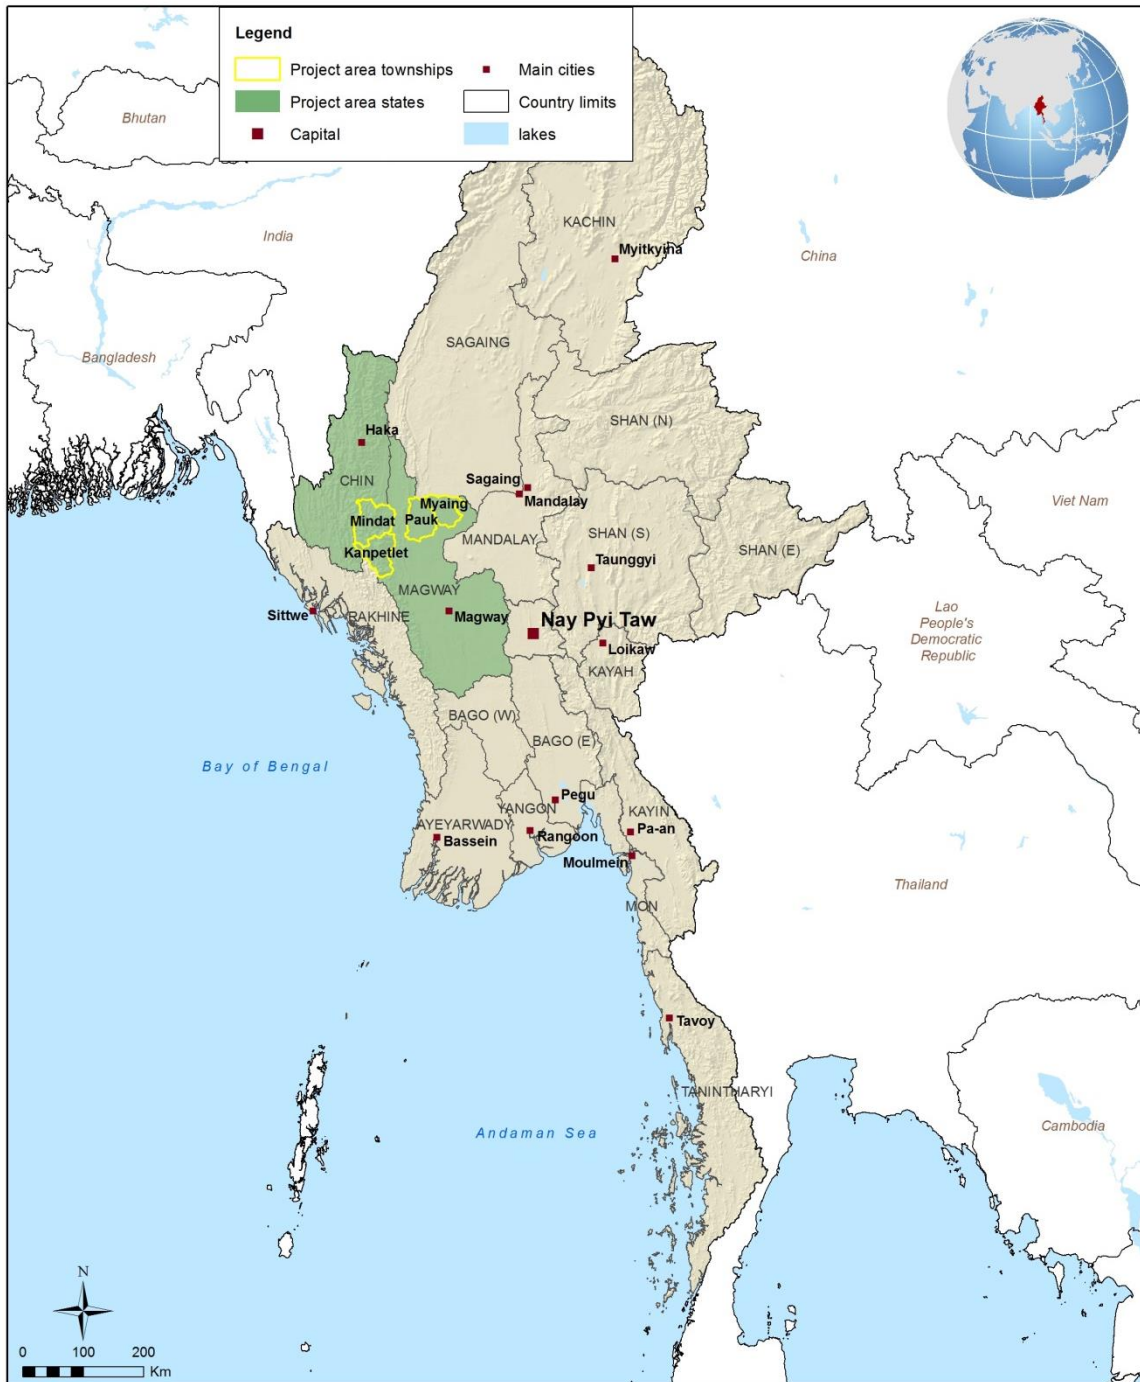 Legend
Project area townships
Main cities
Project area states
Country limits
Capital
lakes
Bhutan
India
China
Bangladesh
KACHIN
Myitkyina
SAGAING
SHAN (N)
Haka
CHIN
Sagaing
Mandalay
Myaing
Mindat
Pauk
Kanpetlet
MANDALAY
SHAN (S)
SHAN (E)
Taunggyi
Viet Nam
MAGWAY
Magway
Sittwe
RAKHINE
Nay Pyi Taw
Loikaw
KAYAH
Lao
People's
Democratic
Republic
BAGO (W)
BAGO (E)
Bay of Bengal
Pegu
YANGON
KAYIN
AYEYARWADY
Bassein
Rangoon
Pa-an
Moulmein
MON
Thailand
Tavoy
TANINTHARYI
Andaman Sea
Cambodia
N
0 100 200
Km